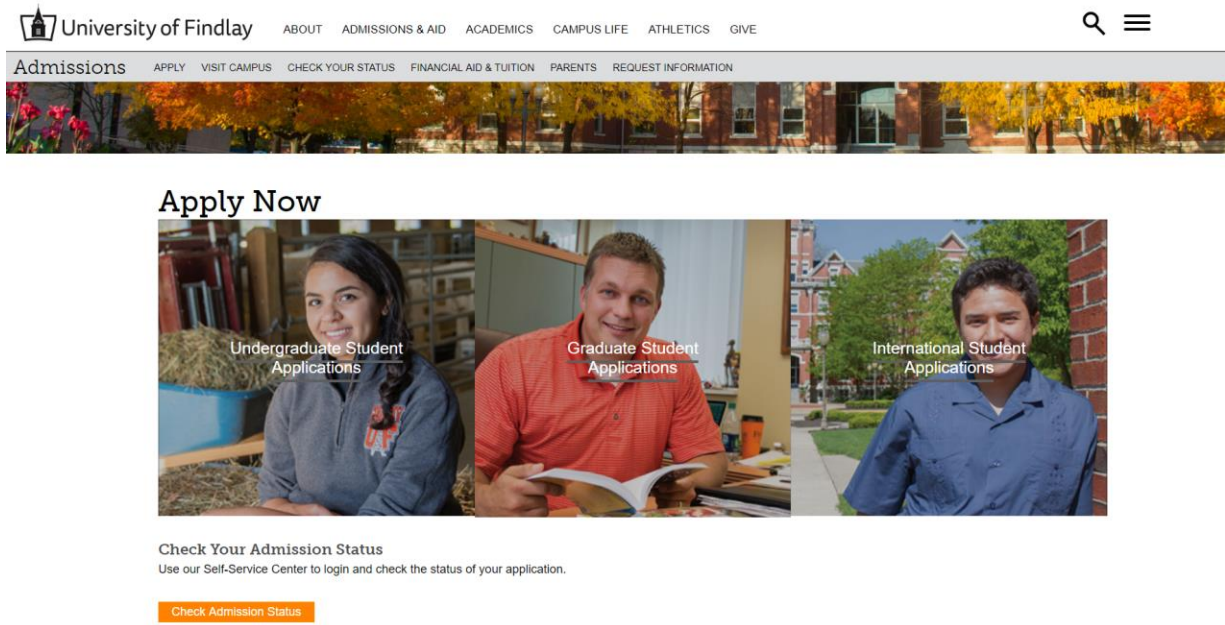 University of Findlay
ABOUT ADMISSIONS & AID ACADEMICS CAMPUS LIFE ATHLETICS GIVE
Admissions
APPLY VISIT CAMPUS CHECK YOUR STATUS FINANCIAL AID & TUITION PARENTS REQUEST INFORMATION
Apply Now
Undergraduate Student
Applications
Graduate Student
Applications
International Student
Applications
Check Your Admission Status
Use our Self-Service Center to login and check the status of your application.
Check Admission Status